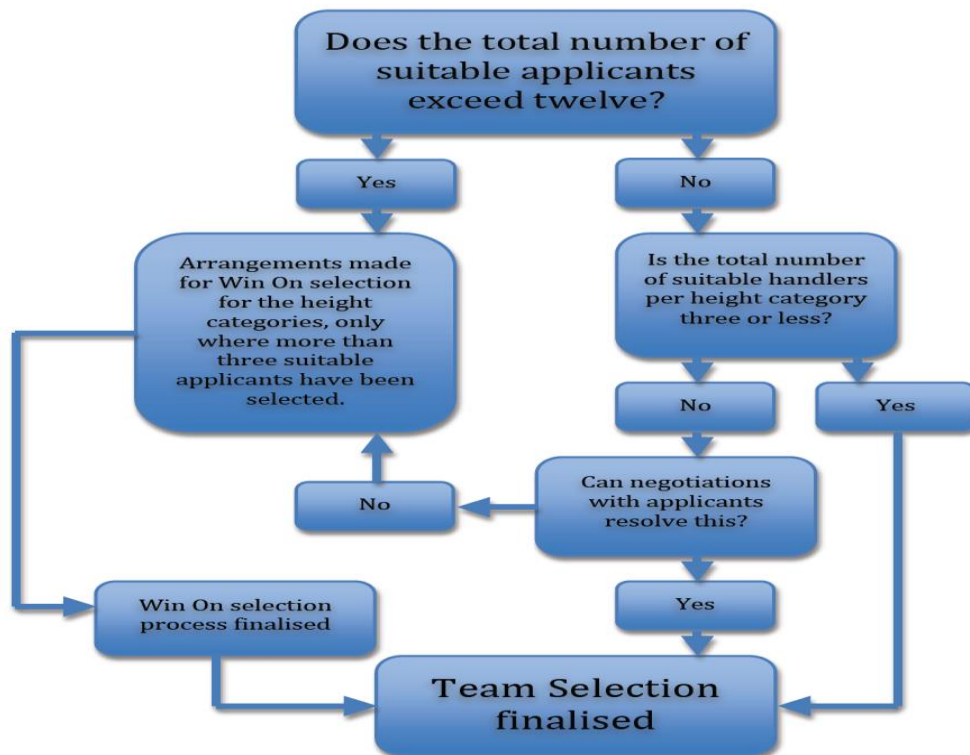 Does the total number of
suitable applicants
exceed twelve?
Yes
No
Arrangements made
for Win On selection
for the height
categories, only
where more than
three suitable
applicants have been
selected.
Is the total number
of suitable handlers
per height category
three or less?
No
Yes
Can negotiations
with applicants
resolve this?
No
Yes
Win On selection
process finalised
Team Selection
finalised